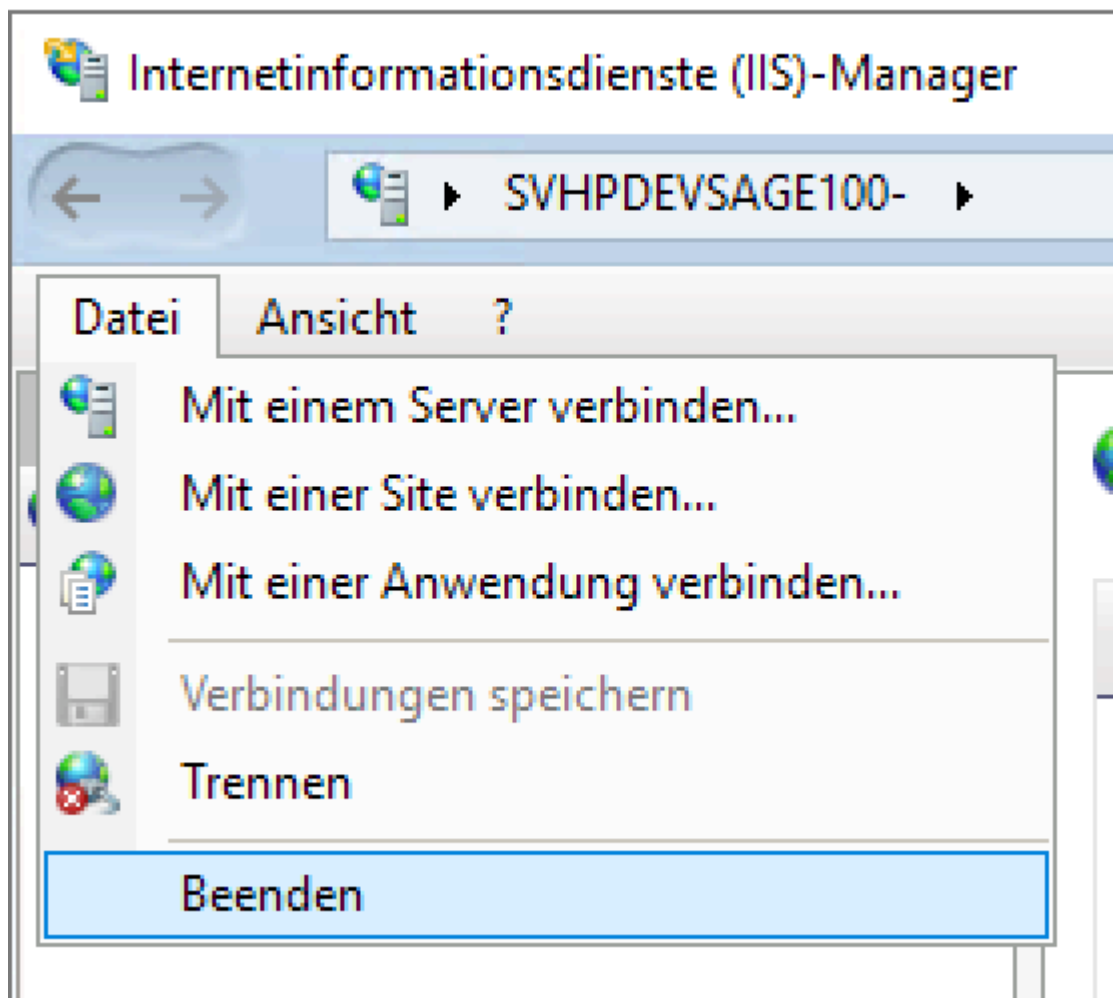 Internetinformationsdienste (IIS)-Manager
SVHPDEVSAGE100-
Datei Ansicht ?
Mit einem Server verbinden...
Mit einer Site verbinden...
Mit einer Anwendung verbinden...
Verbindungen speichern
Trennen
Beenden